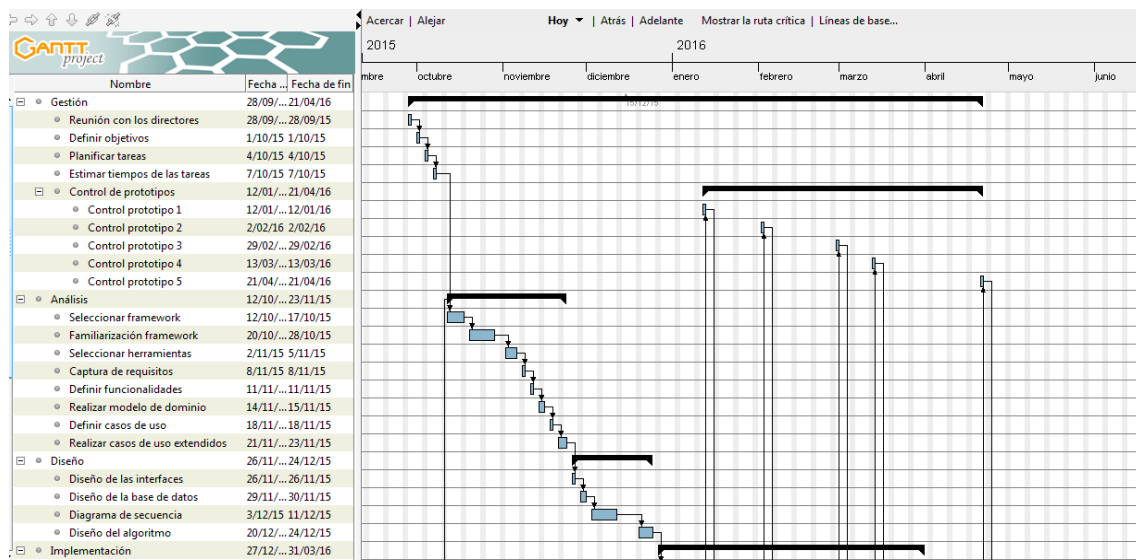 Acercar | Alejar Hoy | Atrás | Adelante Mostrar la ruta crítica | Líneas de base...
GANTT project
2015 2016
mbre octubre noviembre diciembre enero febrero marzo abril mayo junio
Nombre Fecha ... Fecha de fin
15/12/15
Gestión 28/09/... 21/04/16
Reunión con los directores 28/09/... 28/09/15
Definir objetivos 1/10/15 1/10/15
Planificar tareas 4/10/15 4/10/15
Estimar tiempos de las tareas 7/10/15 7/10/15
Control de prototipos 12/01/... 21/04/16
Control prototipo 1 12/01/... 12/01/16
Control prototipo 2 2/02/16 2/02/16
Control prototipo 3 29/02/... 29/02/16
Control prototipo 4 13/03/... 13/03/16
Control prototipo 5 21/04/... 21/04/16
Análisis 12/10/... 23/11/15
Seleccionar framework 12/10/... 17/10/15
Familiarización framework 20/10/... 28/10/15
Seleccionar herramientas 2/11/15 5/11/15
Captura de requisitos 8/11/15 8/11/15
Definir funcionalidades 11/11/... 11/11/15
Realizar modelo de dominio 14/11/... 15/11/15
Definir casos de uso 18/11/... 18/11/15
Realizar casos de uso extendidos 21/11/... 23/11/15
Diseño 26/11/... 24/12/15
Diseño de las interfaces 26/11/... 26/11/15
Diseño de la base de datos 29/11/... 30/11/15
Diagrama de secuencia 3/12/15 11/12/15
Diseño del algoritmo 20/12/... 24/12/15
Implementación 27/12/... 31/03/16